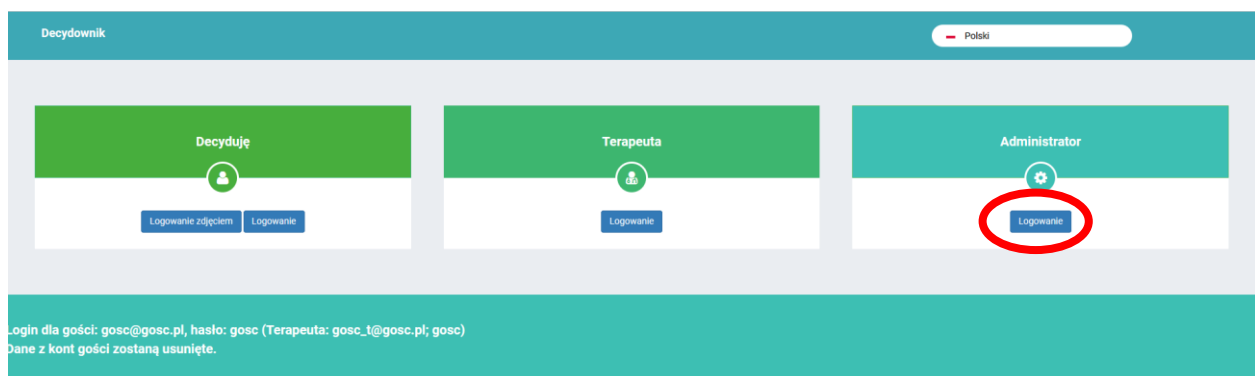 Decydownik
Polski
Decyduję
Terapeuta
Administrator
Logowanie zdjęciem Logowanie
Logowanie
Logowanie
Login dla gości: gosc@gosc.pl, hasło: gosc (Terapeuta: gosc_t@gosc.pl; gosc)
Dane z kont gości zostaną usunięte.